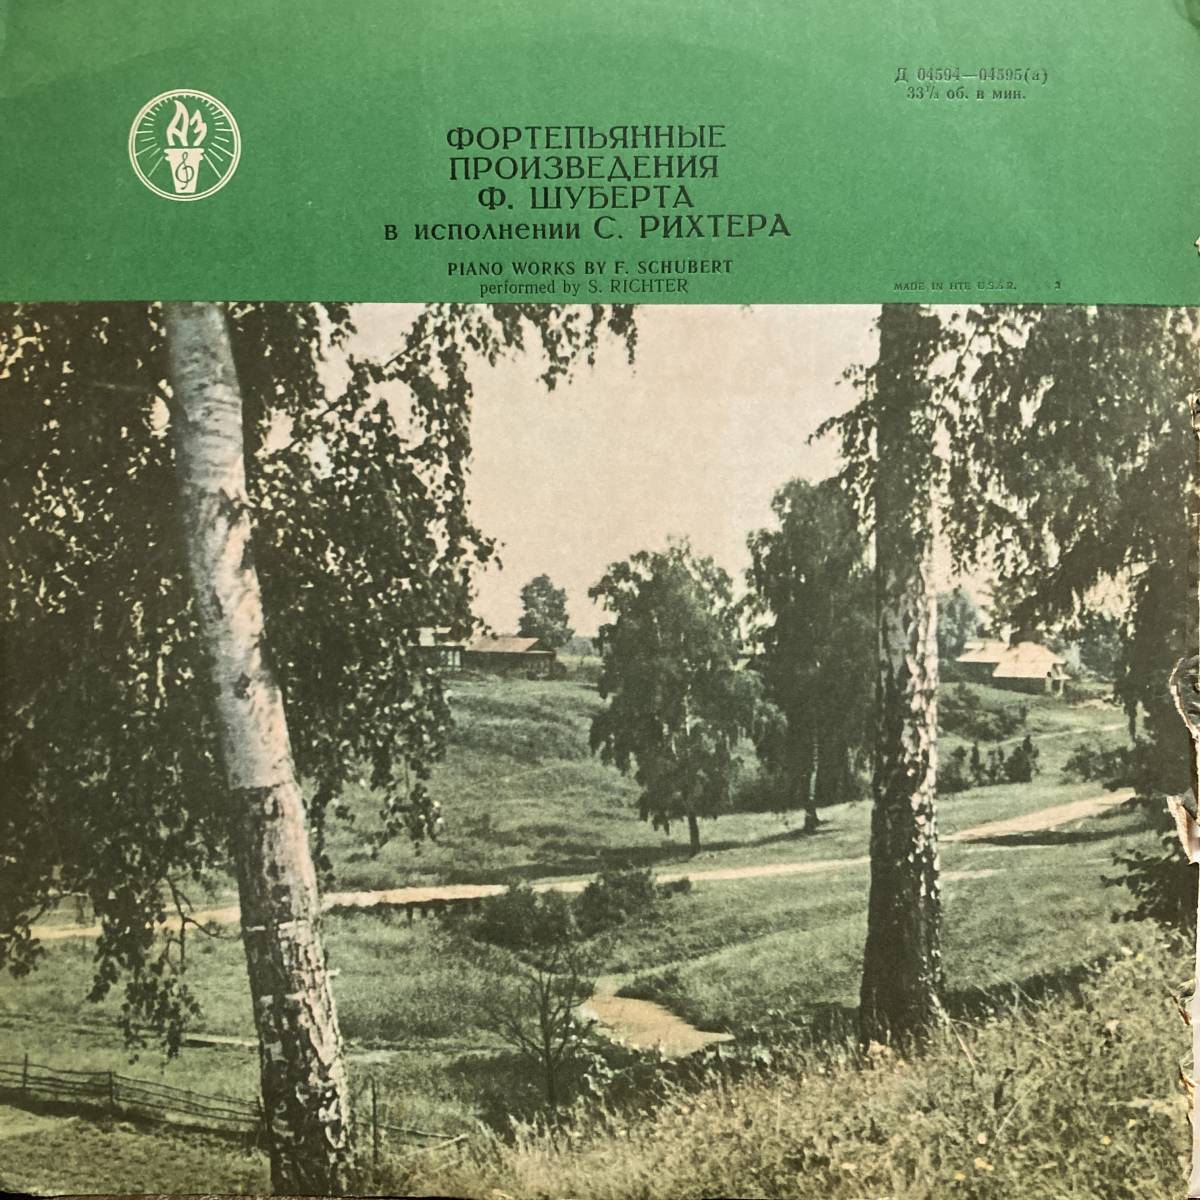 Д 04594—04595(а)
33⅓ об. в мин.
АЗ
ФОРТЕПЬЯННЫЕ
ПРОИЗВЕДЕНИЯ
Ф. ШУБЕРТА
в исполнении С. РИХТЕРА
PIANO WORKS BY F. SCHUBERT
performed by S. RICHTER
MADE IN HTE U.S.S.R.